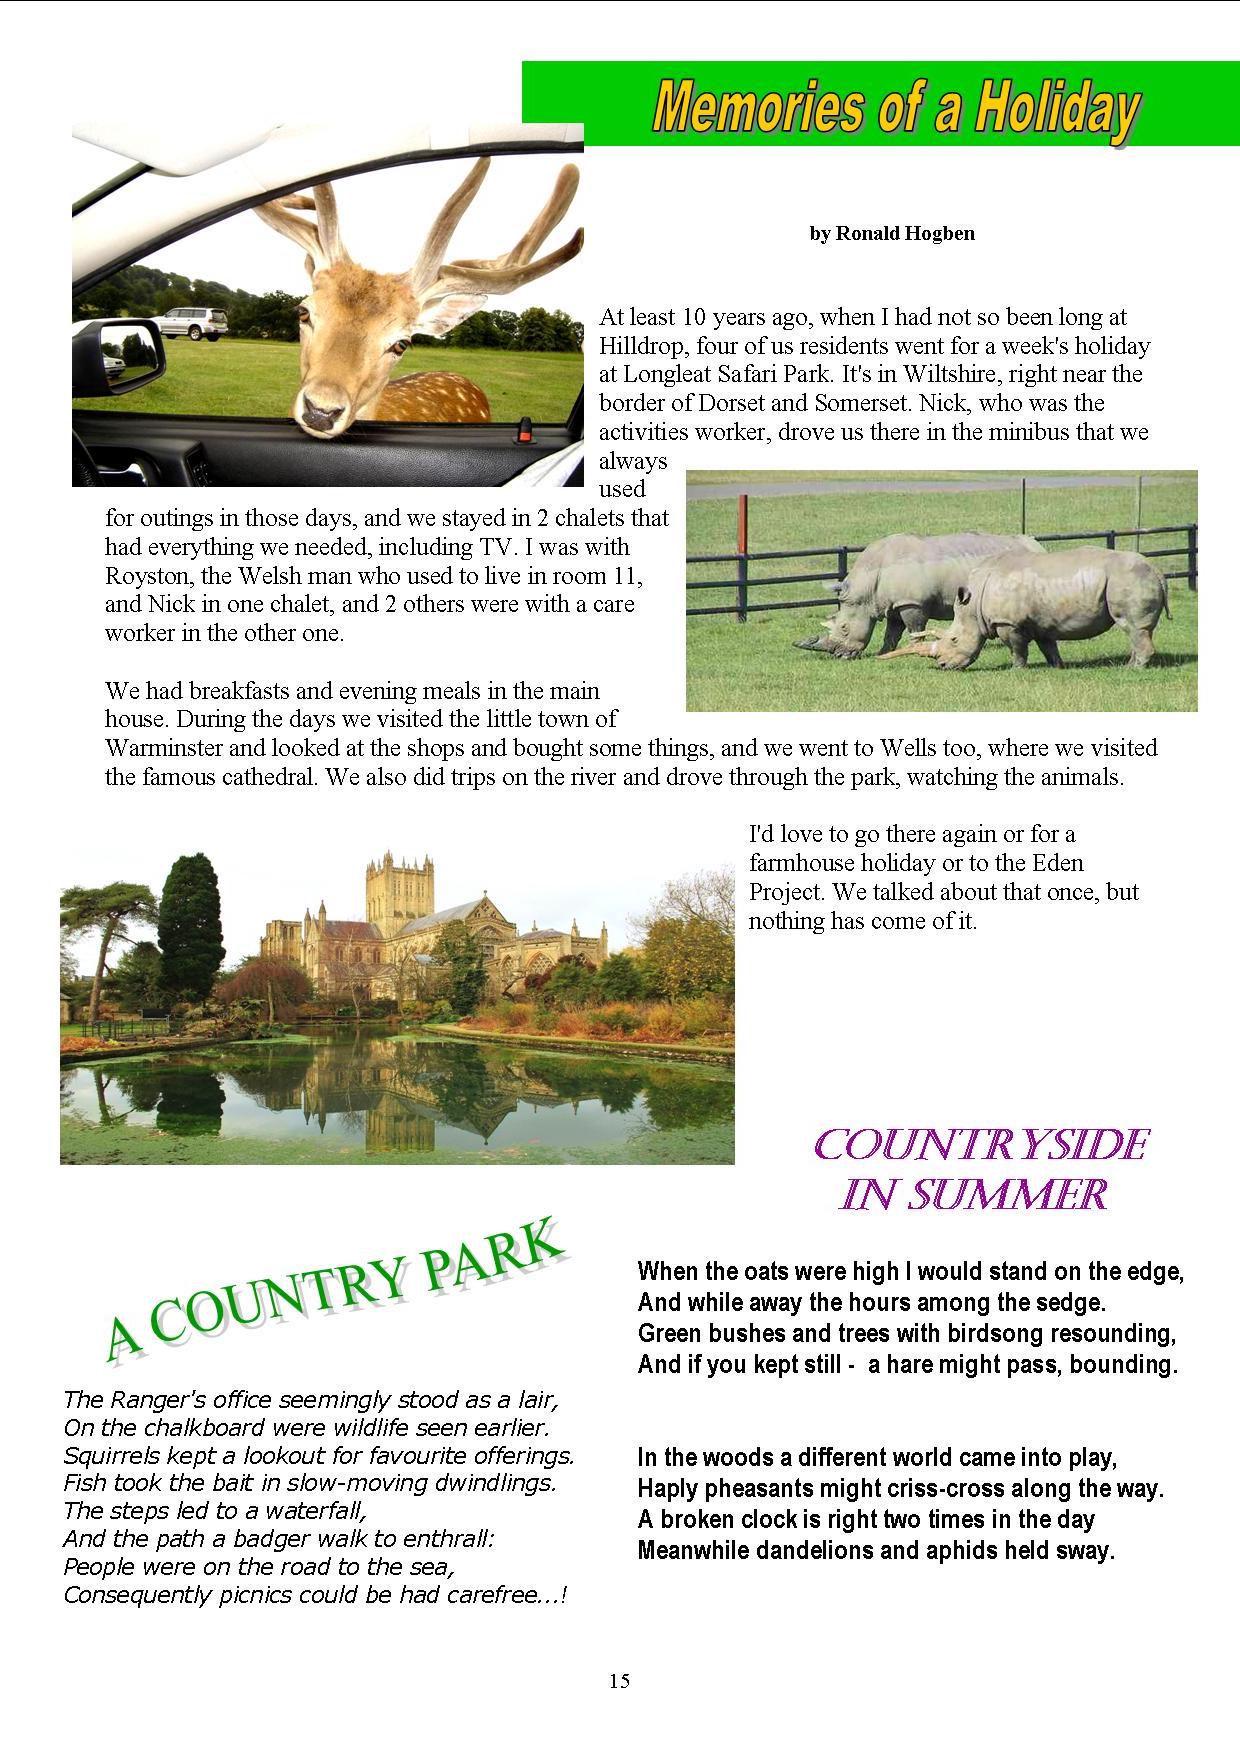 Memories of a Holiday
by Ronald Hogben
At least 10 years ago, when I had not so been long at
Hilldrop, four of us residents went for a week's holiday
at Longleat Safari Park. It's in Wiltshire, right near the
border of Dorset and Somerset. Nick, who was the
activities worker, drove us there in the minibus that we
always
used
for outings in those days, and we stayed in 2 chalets that
had everything we needed, including TV. I was with
Royston, the Welsh man who used to live in room 11,
and Nick in one chalet, and 2 others were with a care
worker in the other one.
We had breakfasts and evening meals in the main
house. During the days we visited the little town of
Warminster and looked at the shops and bought some things, and we went to Wells too, where we visited
the famous cathedral. We also did trips on the river and drove through the park, watching the animals.
I'd love to go there again or for a
farmhouse holiday or to the Eden
Project. We talked about that once, but
nothing has come of it.
A COUNTRY PARK
The Ranger's office seemingly stood as a lair,
On the chalkboard were wildlife seen earlier.
Squirrels kept a lookout for favourite offerings.
Fish took the bait in slow-moving dwindlings.
The steps led to a waterfall,
And the path a badger walk to enthrall:
People were on the road to the sea,
Consequently picnics could be had carefree...!
COUNTRYSIDE
IN SUMMER
When the oats were high I would stand on the edge,
And while away the hours among the sedge.
Green bushes and trees with birdsong resounding,
And if you kept still - a hare might pass, bounding.
In the woods a different world came into play,
Haply pheasants might criss-cross along the way.
A broken clock is right two times in the day
Meanwhile dandelions and aphids held sway.
15